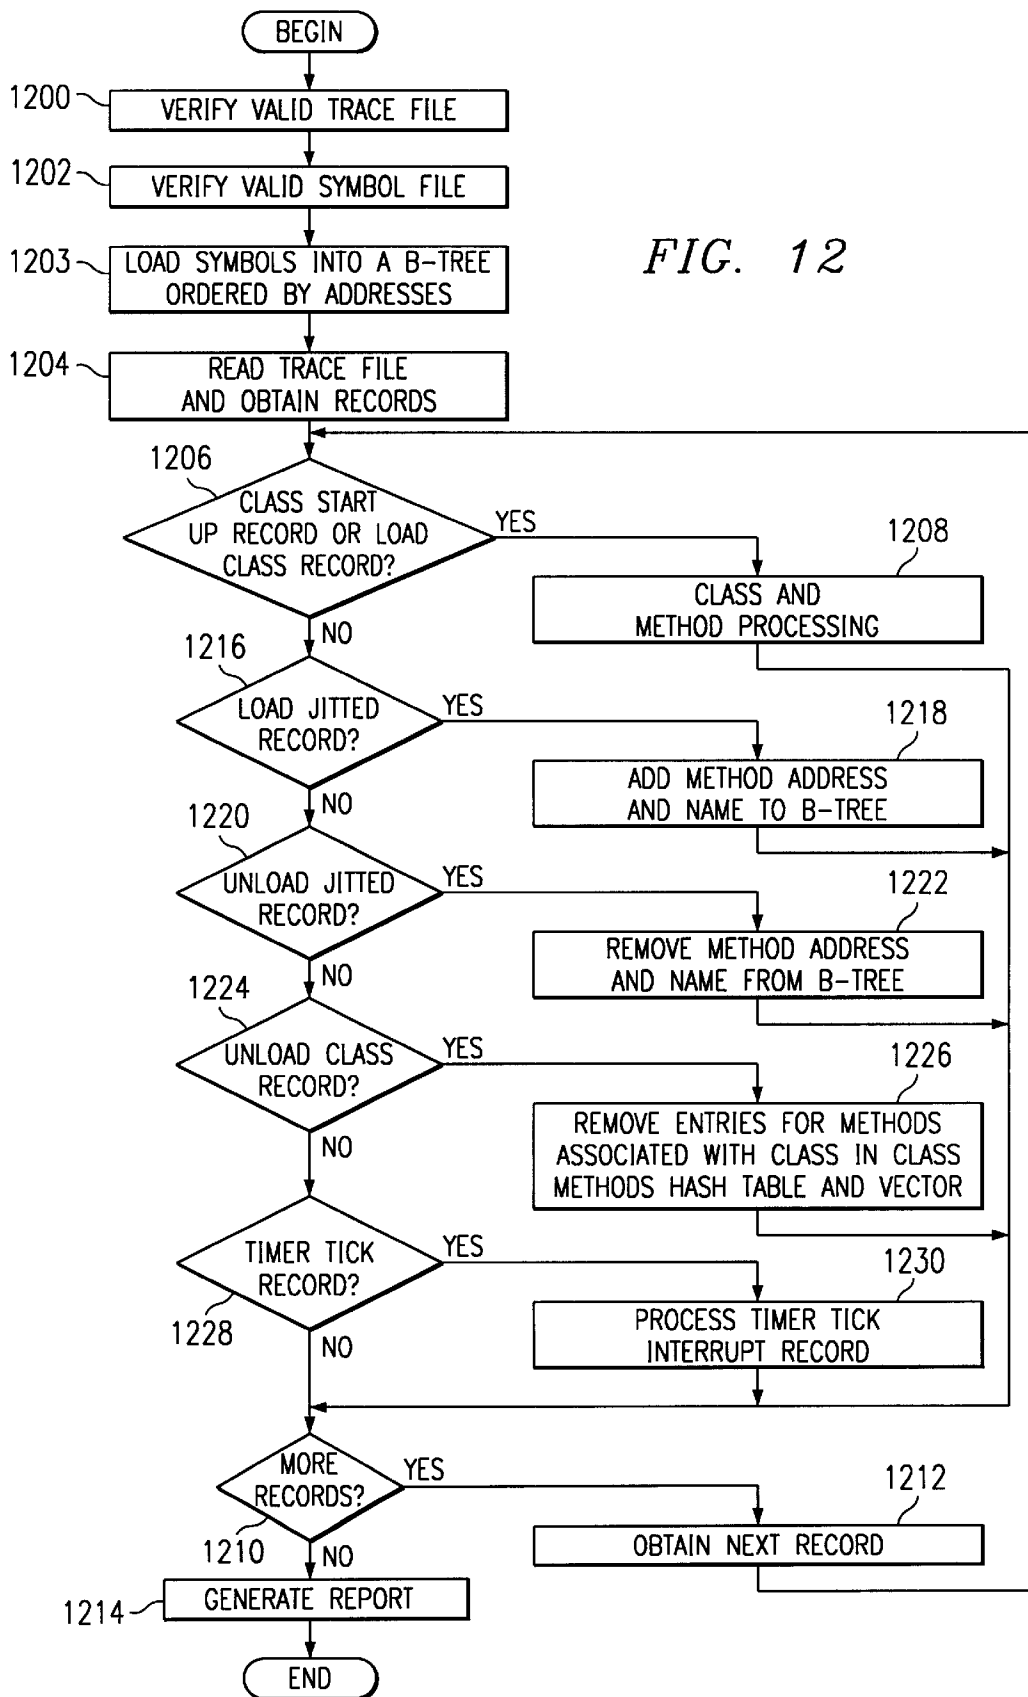 BEGIN
1200
VERIFY VALID TRACE FILE
1202
VERIFY VALID SYMBOL FILE
1203
LOAD SYMBOLS INTO A B-TREE
ORDERED BY ADDRESSES
FIG. 12
1204
READ TRACE FILE
AND OBTAIN RECORDS
1206
CLASS START
UP RECORD OR LOAD
CLASS RECORD?
YES
NO
1208
CLASS AND
METHOD PROCESSING
1216
LOAD JITTED
RECORD?
YES
NO
1218
ADD METHOD ADDRESS
AND NAME TO B-TREE
1220
UNLOAD JITTED
RECORD?
YES
NO
1222
REMOVE METHOD ADDRESS
AND NAME FROM B-TREE
1224
UNLOAD CLASS
RECORD?
YES
NO
1226
REMOVE ENTRIES FOR METHODS
ASSOCIATED WITH CLASS IN CLASS
METHODS HASH TABLE AND VECTOR
TIMER TICK
RECORD?
1228
YES
NO
1230
PROCESS TIMER TICK
INTERRUPT RECORD
MORE
RECORDS?
1210
YES
NO
1212
OBTAIN NEXT RECORD
1214
GENERATE REPORT
END